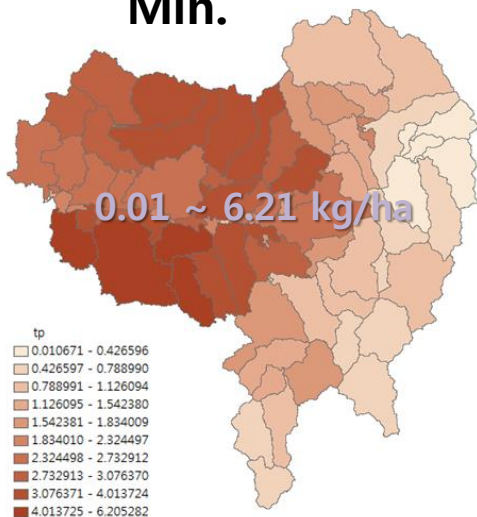 Min.
0.01 ~ 6.21 kg/ha
tp
0.010671 - 0.426596
0.426597 - 0.788990
0.788991 - 1.126094
1.126095 - 1.542380
1.542381 - 1.834009
1.834010 - 2.324497
2.324498 - 2.732912
2.732913 - 3.076370
3.076371 - 4.013724
4.013725 - 6.205282